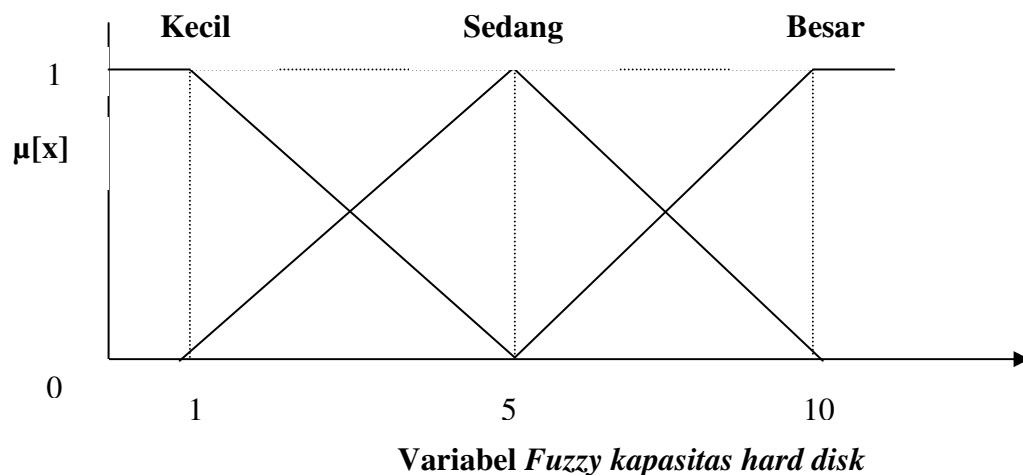 Kecil Sedang Besar
1
μ[x]
0
1 5 10
Variabel Fuzzy kapasitas hard disk